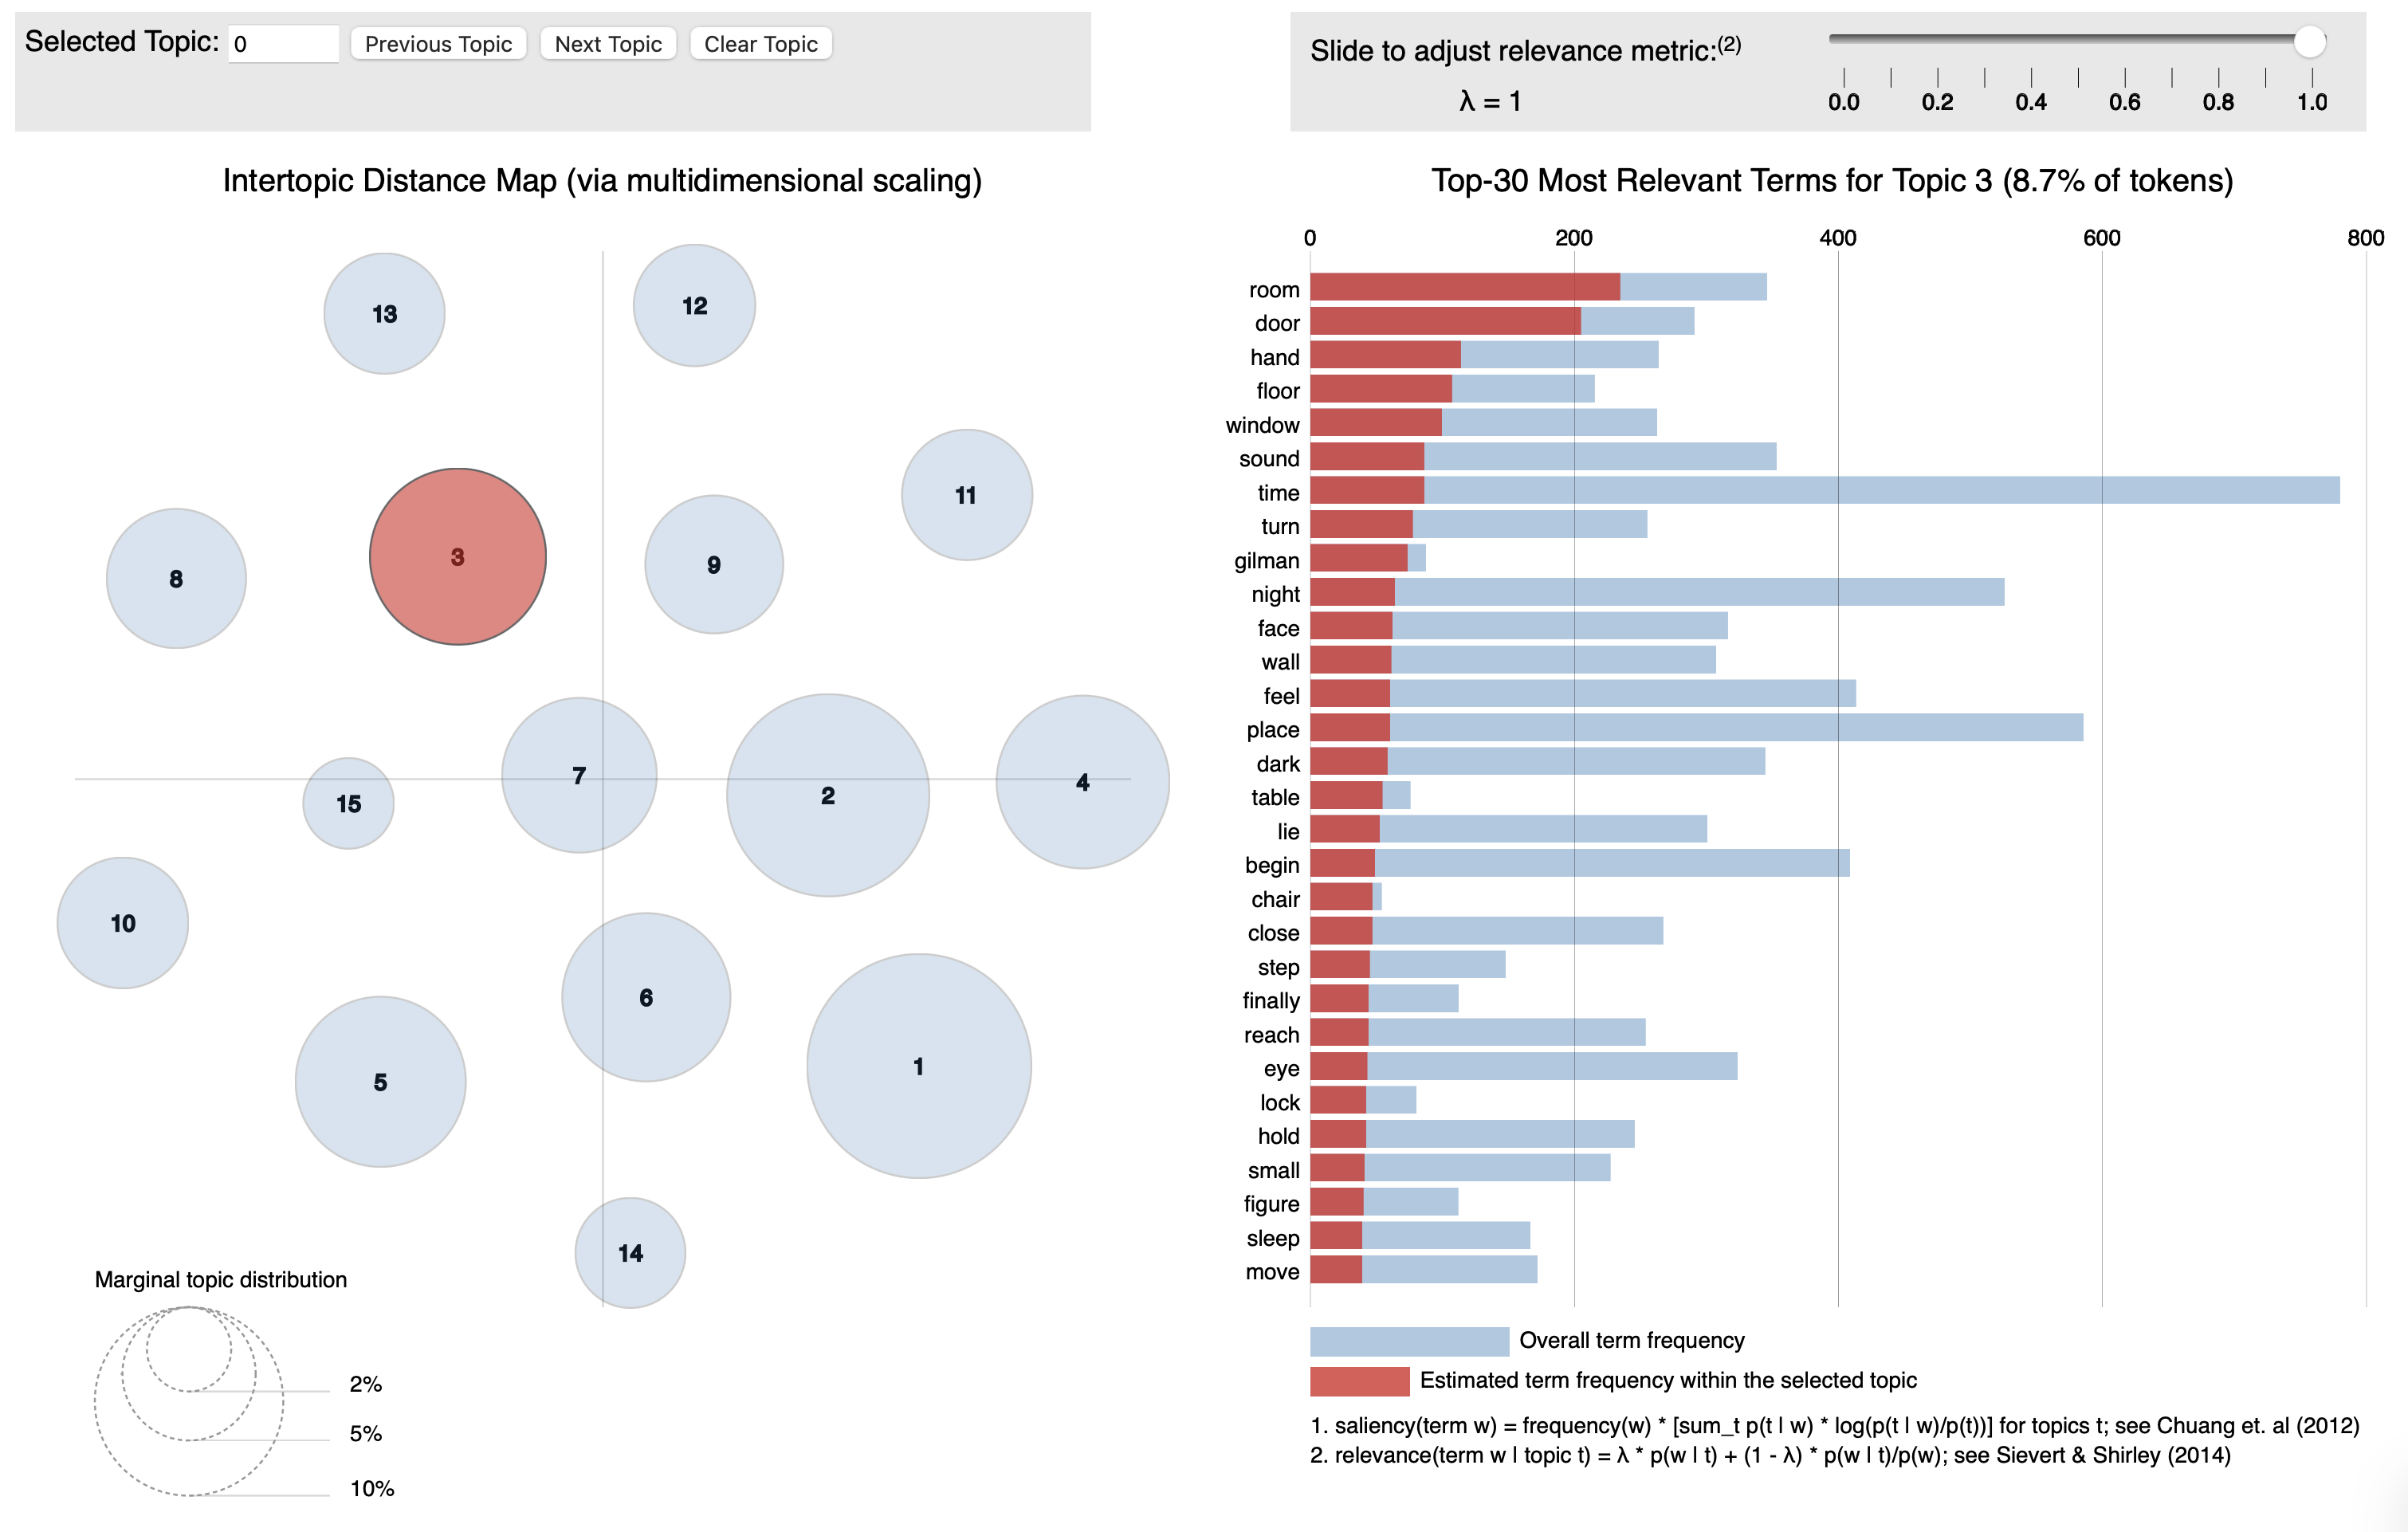 Selected Topic: 0 Previous Topic Next Topic Clear Topic
Slide to adjust relevance metric:(2)
λ = 1
0.0 0.2 0.4 0.6 0.8 1.0
Intertopic Distance Map (via multidimensional scaling)
13
12
11
3
8
9
7
2
4
15
10
6
1
5
14
Marginal topic distribution
2%
5%
10%
Top-30 Most Relevant Terms for Topic 3 (8.7% of tokens)
0 200 400 600 800
room
door
hand
floor
window
sound
time
turn
gilman
night
face
wall
feel
place
dark
table
lie
begin
chair
close
step
finally
reach
eye
lock
hold
small
figure
sleep
move
Overall term frequency
Estimated term frequency within the selected topic
1. saliency(term w) = frequency(w) * [sum_t p(t | w) * log(p(t | w)/p(t))] for topics t; see Chuang et. al (2012)
2. relevance(term w | topic t) = λ * p(w | t) + (1 - λ) * p(w | t)/p(w); see Sievert & Shirley (2014)